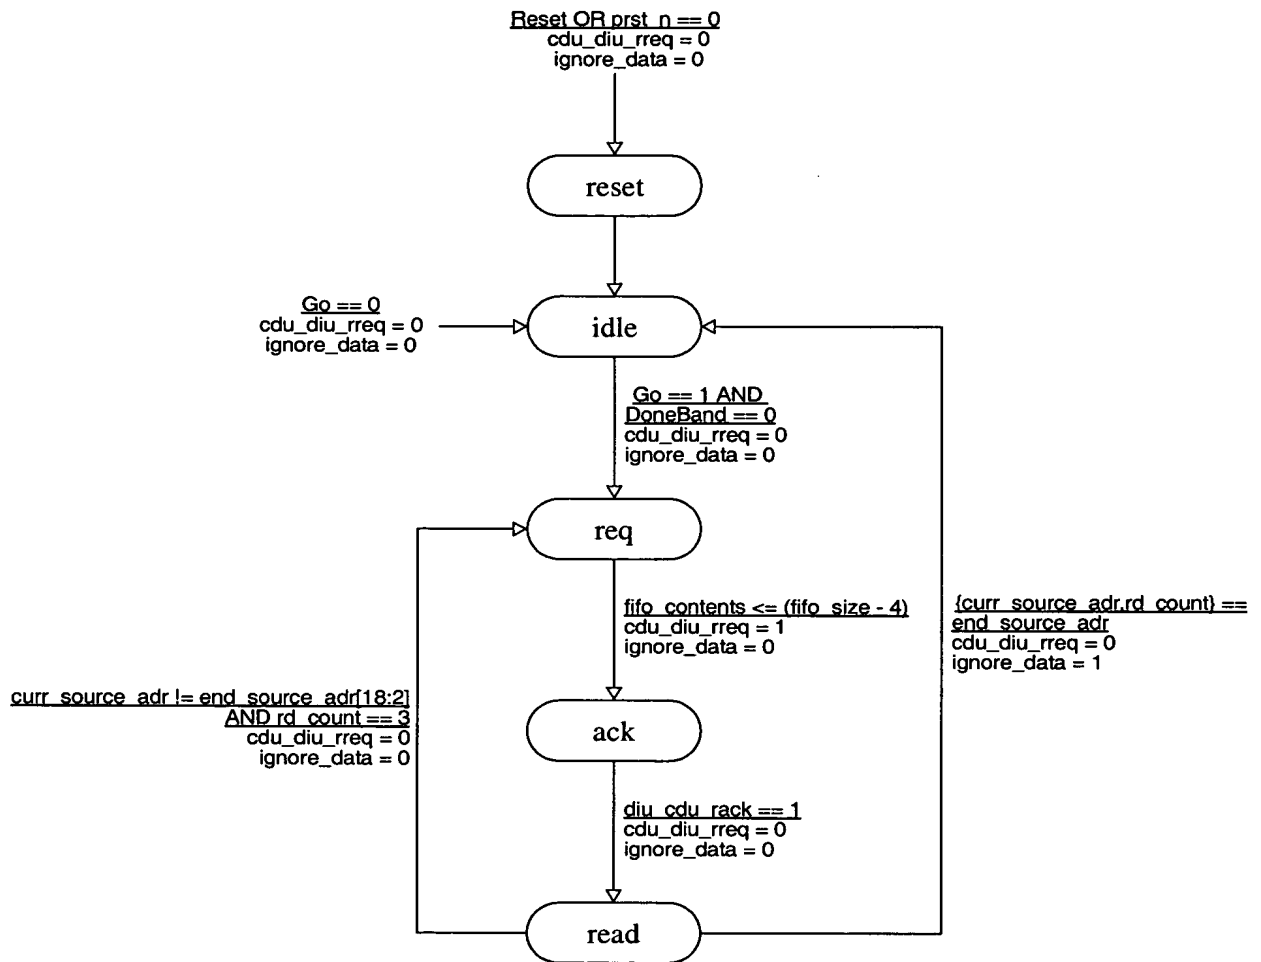 Reset OR prst_n == 0
cdu_diu_rreq = 0
ignore_data = 0
reset
Go == 0
cdu_diu_rreq = 0
ignore_data = 0
idle
Go == 1 AND
DoneBand == 0
cdu_diu_rreq = 0
ignore_data = 0
req
fifo_contents <= (fifo_size - 4)
cdu_diu_rreq = 1
ignore_data = 0
{curr_source_adr,rd_count} ==
end_source_adr
cdu_diu_rreq = 0
ignore_data = 1
curr_source_adr != end_source_adr[18:2]
AND rd_count == 3
cdu_diu_rreq = 0
ignore_data = 0
ack
diu_cdu_rack == 1
cdu_diu_rreq = 0
ignore_data = 0
read